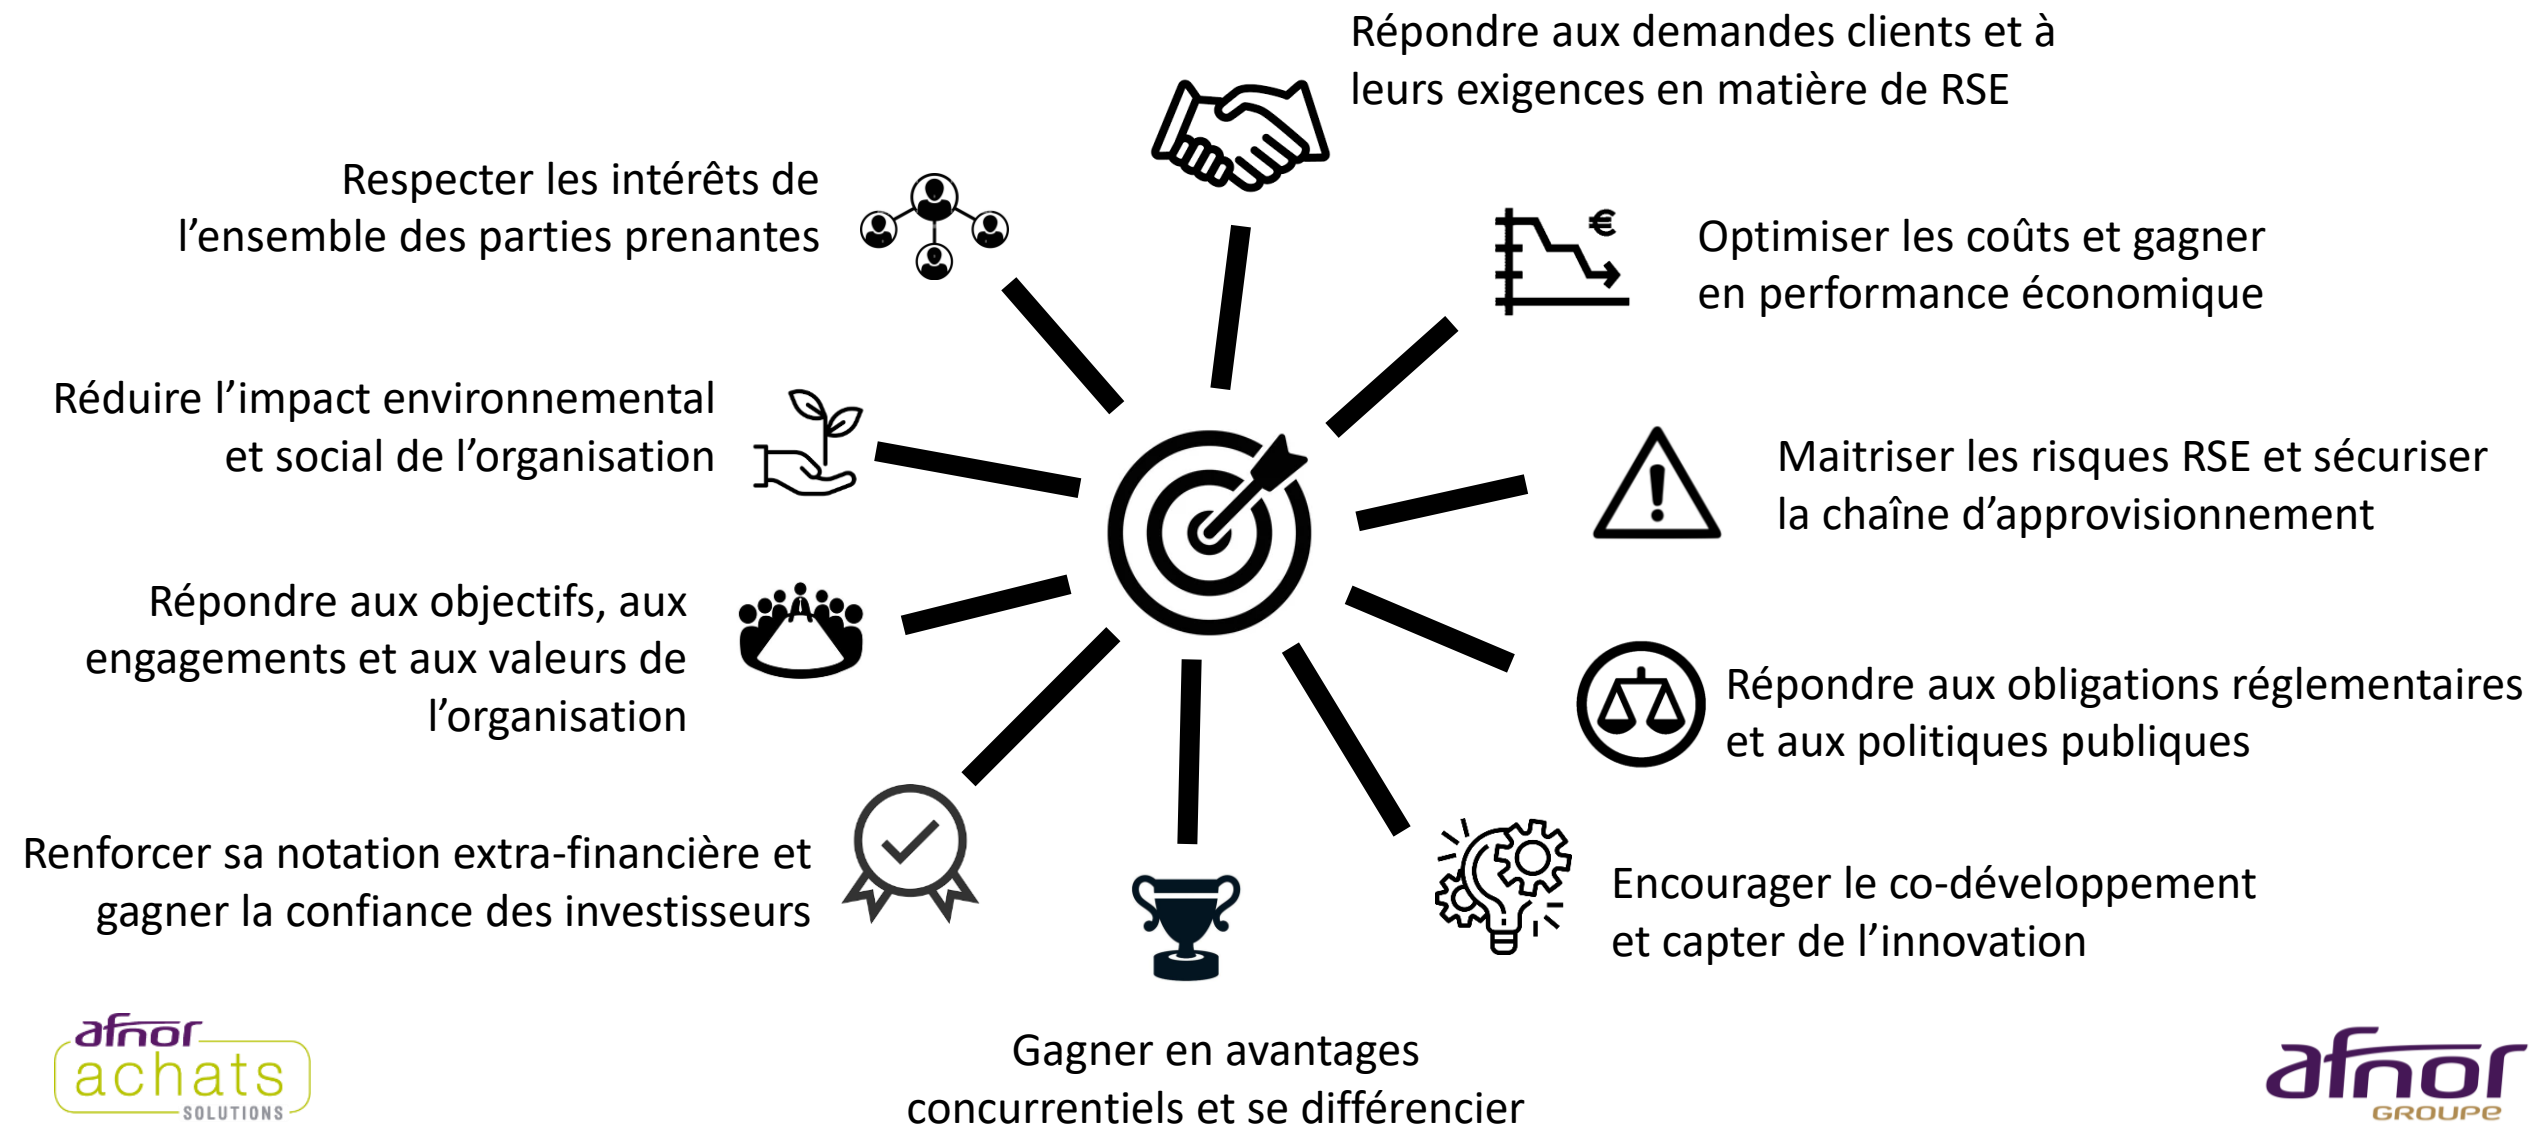 Répondre aux demandes clients et à
leurs exigences en matière de RSE
Respecter les intérêts de
l’ensemble des parties prenantes
€
Optimiser les coûts et gagner
en performance économique
Réduire l’impact environnemental
et social de l’organisation
Maitriser les risques RSE et sécuriser
la chaîne d’approvisionnement
Répondre aux objectifs, aux
engagements et aux valeurs de
l’organisation
Répondre aux obligations réglementaires
et aux politiques publiques
Renforcer sa notation extra-financière et
gagner la confiance des investisseurs
Encourager le co-développement
et capter de l’innovation
Gagner en avantages
concurrentiels et se différencier
afnor
achats
SOLUTIONS
afnor
GROUPE